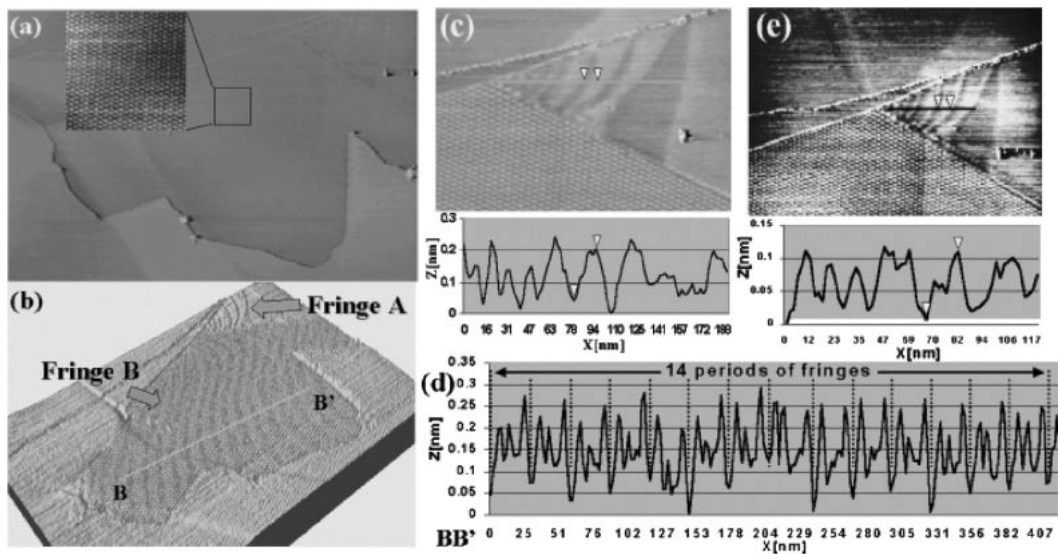 (a)
(b)
Fringe A
Fringe B
B'
B
(c)
0.3
0.2
0.1
0
Z[nm]
0 16 31 47 63 78 94 110 125 141 157 172 188
X[nm]
(e)
0.15
0.1
0.05
0
Z[nm]
0 12 23 35 47 59 70 82 94 106 117
X[nm]
(d)
0.35
0.3
0.25
0.2
0.15
0.1
0.05
0
Z[nm]
14 periods of fringes
0 25 51 76 102 127 153 178 204 229 254 280 305 331 356 382 407
BB'
X[nm]